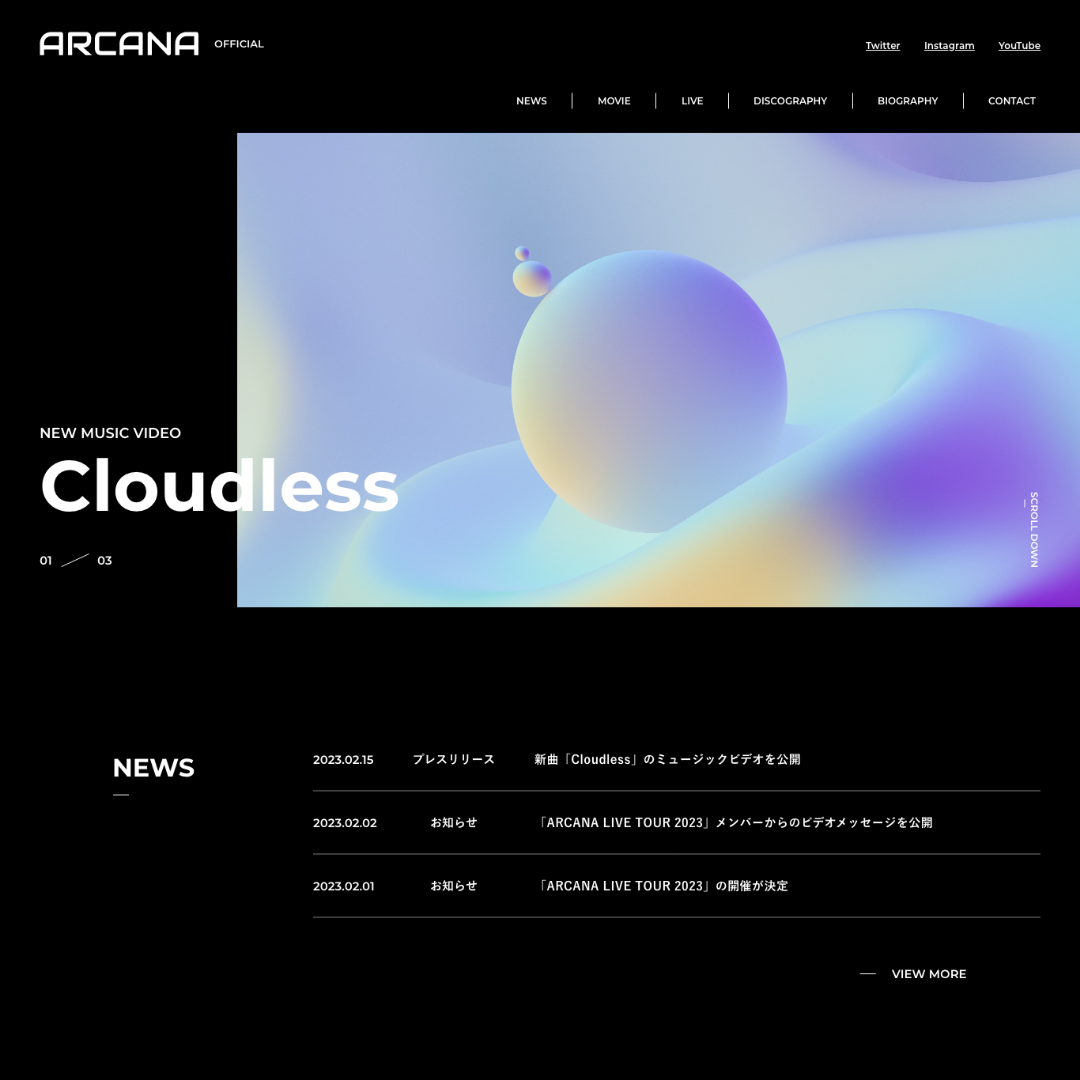 ARCANA OFFICIAL
Twitter Instagram YouTube
NEWS MOVIE LIVE DISCOGRAPHY BIOGRAPHY CONTACT
NEW MUSIC VIDEO
Cloudless
01 03
SCROLL DOWN
NEWS
2023.02.15 プレスリリース 新曲「Cloudless」のミュージックビデオを公開
2023.02.02 お知らせ 「ARCANA LIVE TOUR 2023」メンバーからのビデオメッセージを公開
2023.02.01 お知らせ 「ARCANA LIVE TOUR 2023」の開催が決定
VIEW MORE